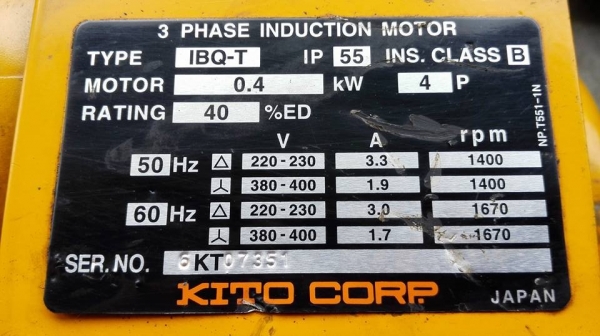 3 PHASE INDUCTION MOTOR
TYPE IBQ-T IP 55 INS. CLASS B
MOTOR 0.4 kW 4 P
RATING 40 %ED
V A rpm
50 Hz △ 220-230 3.3 1400
⅄ 380-400 1.9 1400
60 Hz △ 220-230 3.0 1670
⅄ 380-400 1.7 1670
SER. NO. 6KT07351
KITO CORP. JAPAN
NP.T551-1N